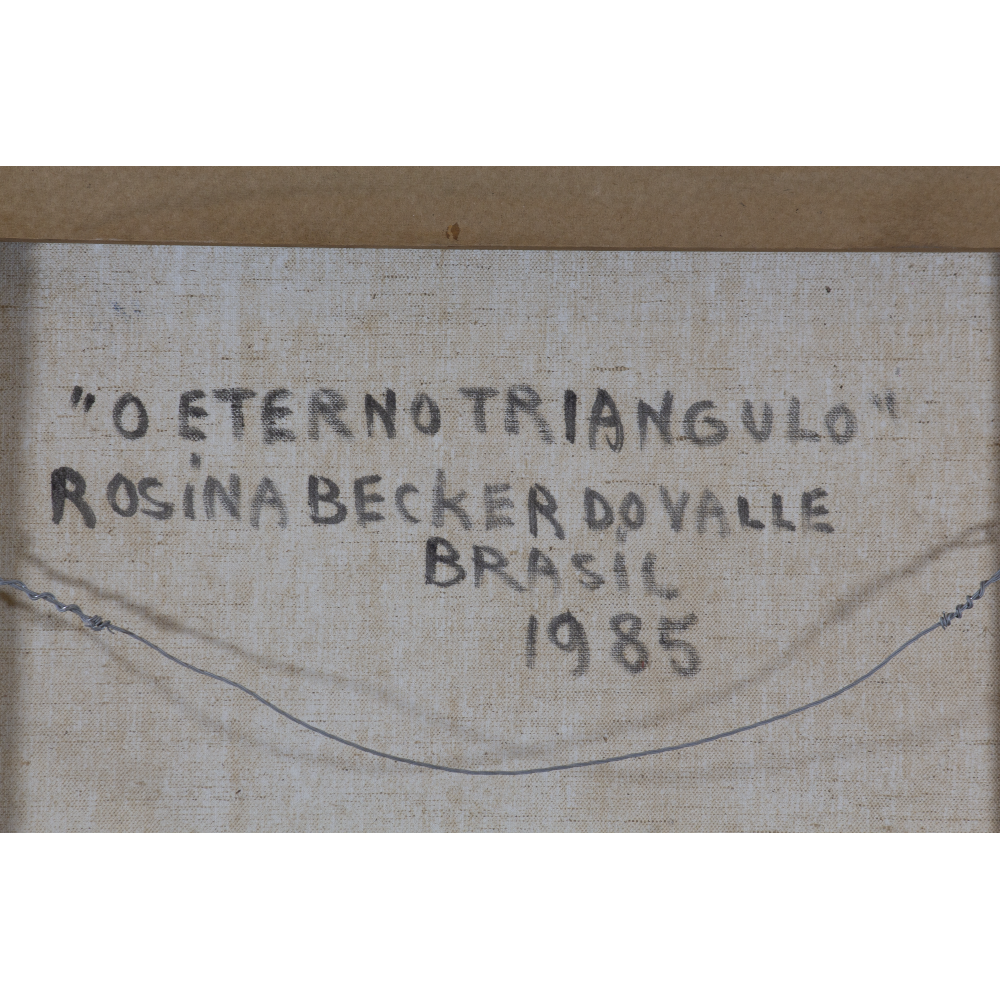 "O ETERNO TRIANGULO"
ROSiNA BECKER DO VALLE
BRASiL
1985